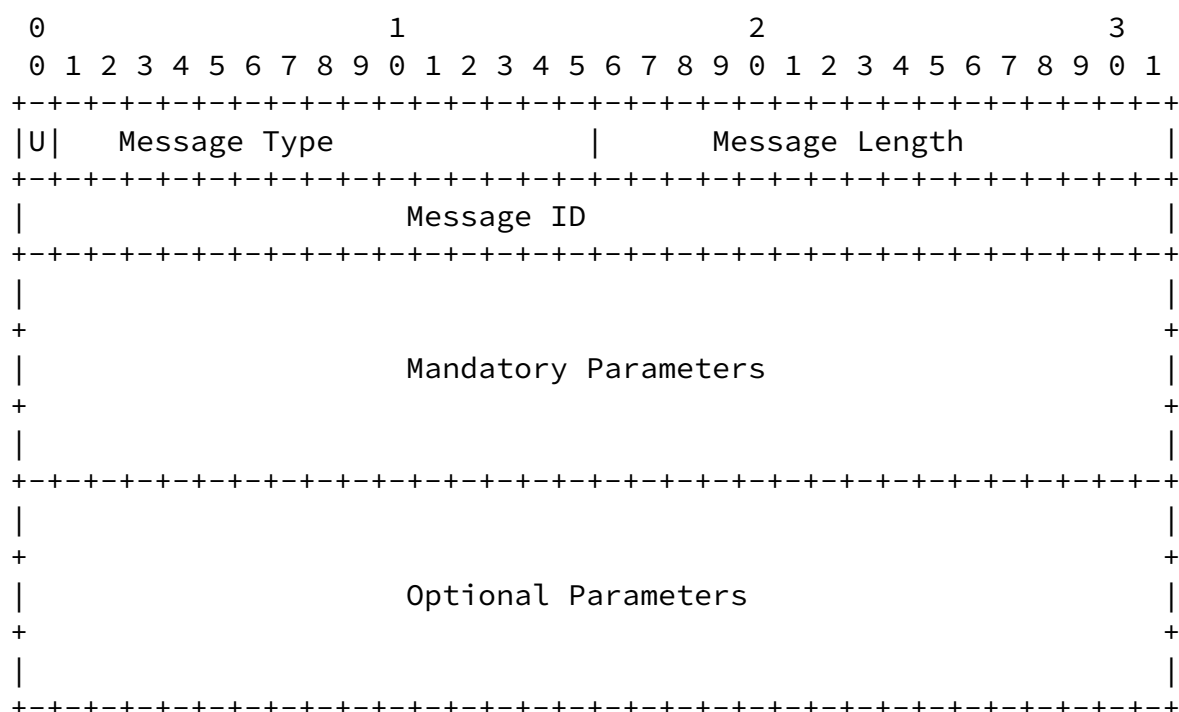 0                   1                   2                   3
0 1 2 3 4 5 6 7 8 9 0 1 2 3 4 5 6 7 8 9 0 1 2 3 4 5 6 7 8 9 0 1
+-+-+-+-+-+-+-+-+-+-+-+-+-+-+-+-+-+-+-+-+-+-+-+-+-+-+-+-+-+-+-+-+
|U|   Message Type              |      Message Length           |
+-+-+-+-+-+-+-+-+-+-+-+-+-+-+-+-+-+-+-+-+-+-+-+-+-+-+-+-+-+-+-+-+
|                     Message ID                                |
+-+-+-+-+-+-+-+-+-+-+-+-+-+-+-+-+-+-+-+-+-+-+-+-+-+-+-+-+-+-+-+-+
|                                                               |
+                                                               +
|                     Mandatory Parameters                      |
+                                                               +
|                                                               |
+-+-+-+-+-+-+-+-+-+-+-+-+-+-+-+-+-+-+-+-+-+-+-+-+-+-+-+-+-+-+-+-+
|                                                               |
+                                                               +
|                     Optional Parameters                       |
+                                                               +
|                                                               |
+-+-+-+-+-+-+-+-+-+-+-+-+-+-+-+-+-+-+-+-+-+-+-+-+-+-+-+-+-+-+-+-+